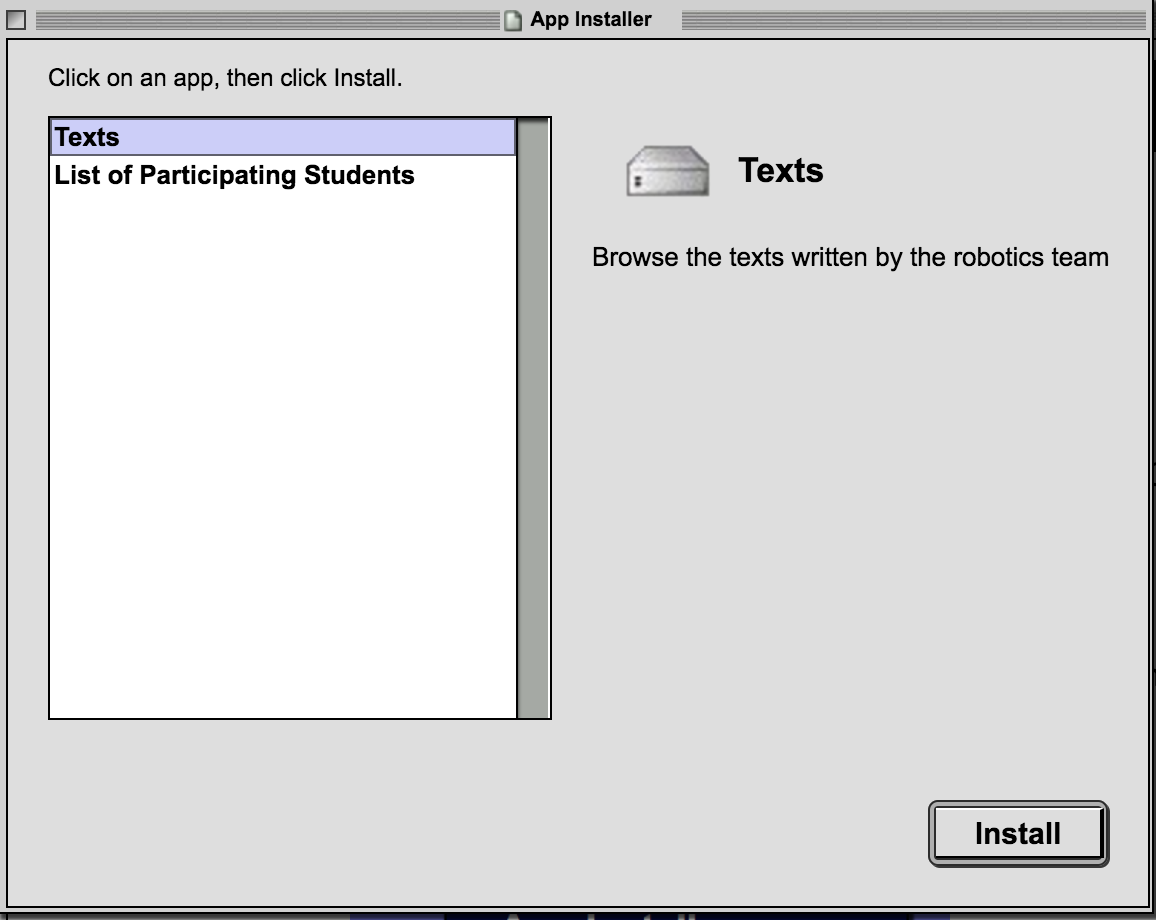 App Installer
Click on an app, then click Install.
Texts
List of Participating Students
Texts
Browse the texts written by the robotics team
Install